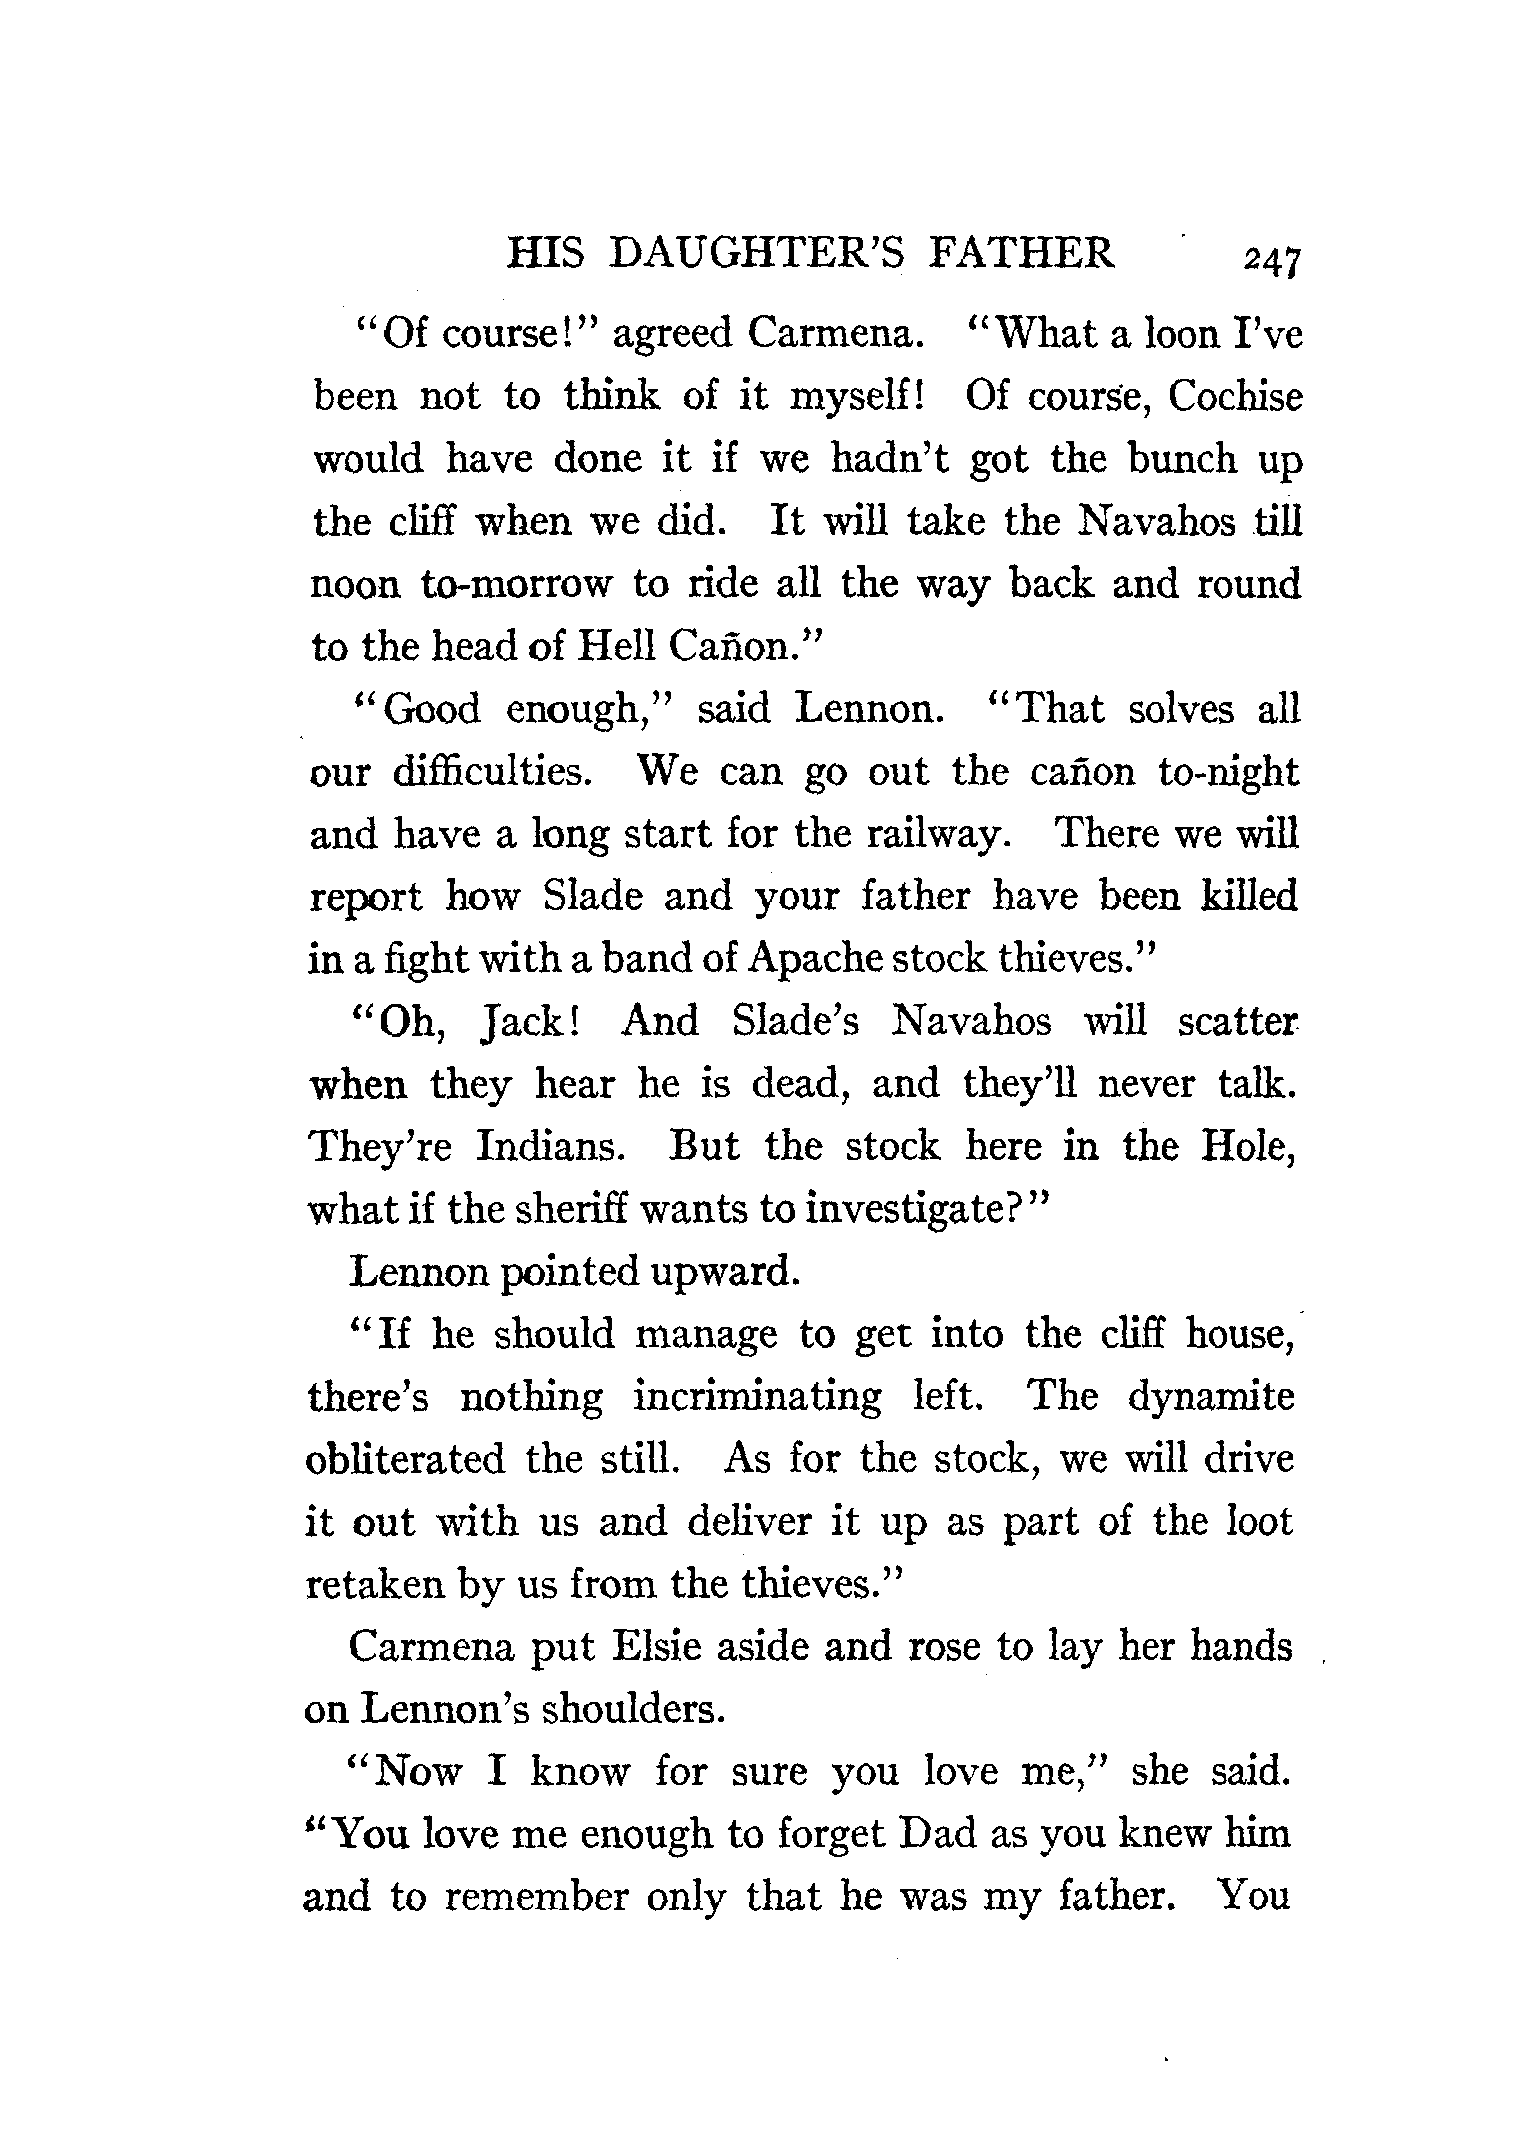 HIS DAUGHTER'S FATHER 247
"Of course!" agreed Carmena. "What a loon I've
been not to think of it myself! Of course, Cochise
would have done it if we hadn't got the bunch up
the cliff when we did. It will take the Navahos till
noon to-morrow to ride all the way back and round
to the head of Hell Cañon."
"Good enough," said Lennon. "That solves all
our difficulties. We can go out the cañon to-night
and have a long start for the railway. There we will
report how Slade and your father have been killed
in a fight with a band of Apache stock thieves."
"Oh, Jack! And Slade's Navahos will scatter
when they hear he is dead, and they'll never talk.
They're Indians. But the stock here in the Hole,
what if the sheriff wants to investigate?"
Lennon pointed upward.
"If he should manage to get into the cliff house,
there's nothing incriminating left. The dynamite
obliterated the still. As for the stock, we will drive
it out with us and deliver it up as part of the loot
retaken by us from the thieves."
Carmena put Elsie aside and rose to lay her hands
on Lennon's shoulders.
"Now I know for sure you love me," she said.
"You love me enough to forget Dad as you knew him
and to remember only that he was my father. You